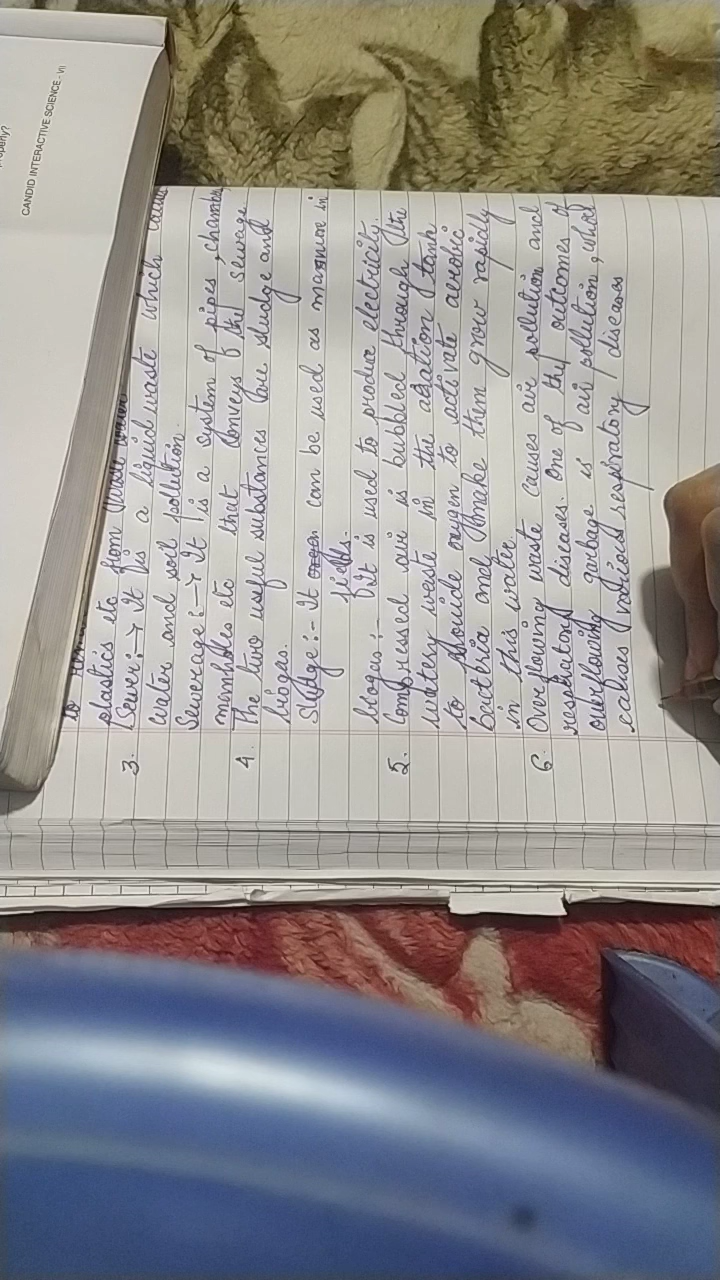 properly?
CANDID INTERACTIVE SCIENCE - VII
plastics etc from waste water
3. Sewer :-> It is a liquid waste which cause
water and soil pollution.
Sewerage :-> It is a system of pipes, chamber,
manholes etc that conveys the sewage
4. The two useful substances are sludge and
biogas.
Sludge :- It can be used as manure in
fields.
biogas :- It is used to produce electricity.
5. Compressed air is bubbled through the
watery waste in the aeration tank
to provide oxygen to activate aerobic
bacteria and make them grow rapidly
in this water.
6. Overflowing waste causes air pollution and
respiratory diseases. One of the outcomes of
overflowing garbage is air pollution, which
causes various respiratory diseases